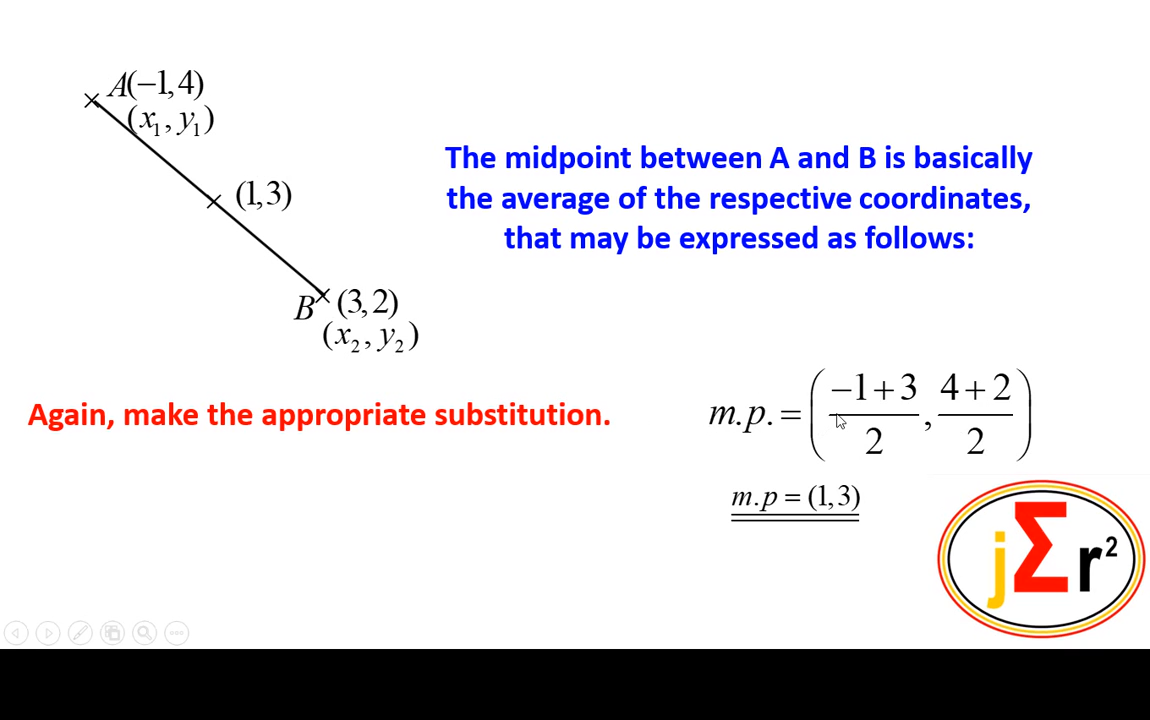 A(−1,4)
(x₁, y₁)
(1,3)
B (3,2)
(x₂, y₂)
The midpoint between A and B is basically
the average of the respective coordinates,
that may be expressed as follows:
Again, make the appropriate substitution.
m.p. = ( (−1+3)/2 , (4+2)/2 )
m.p = (1,3)
jΣr²